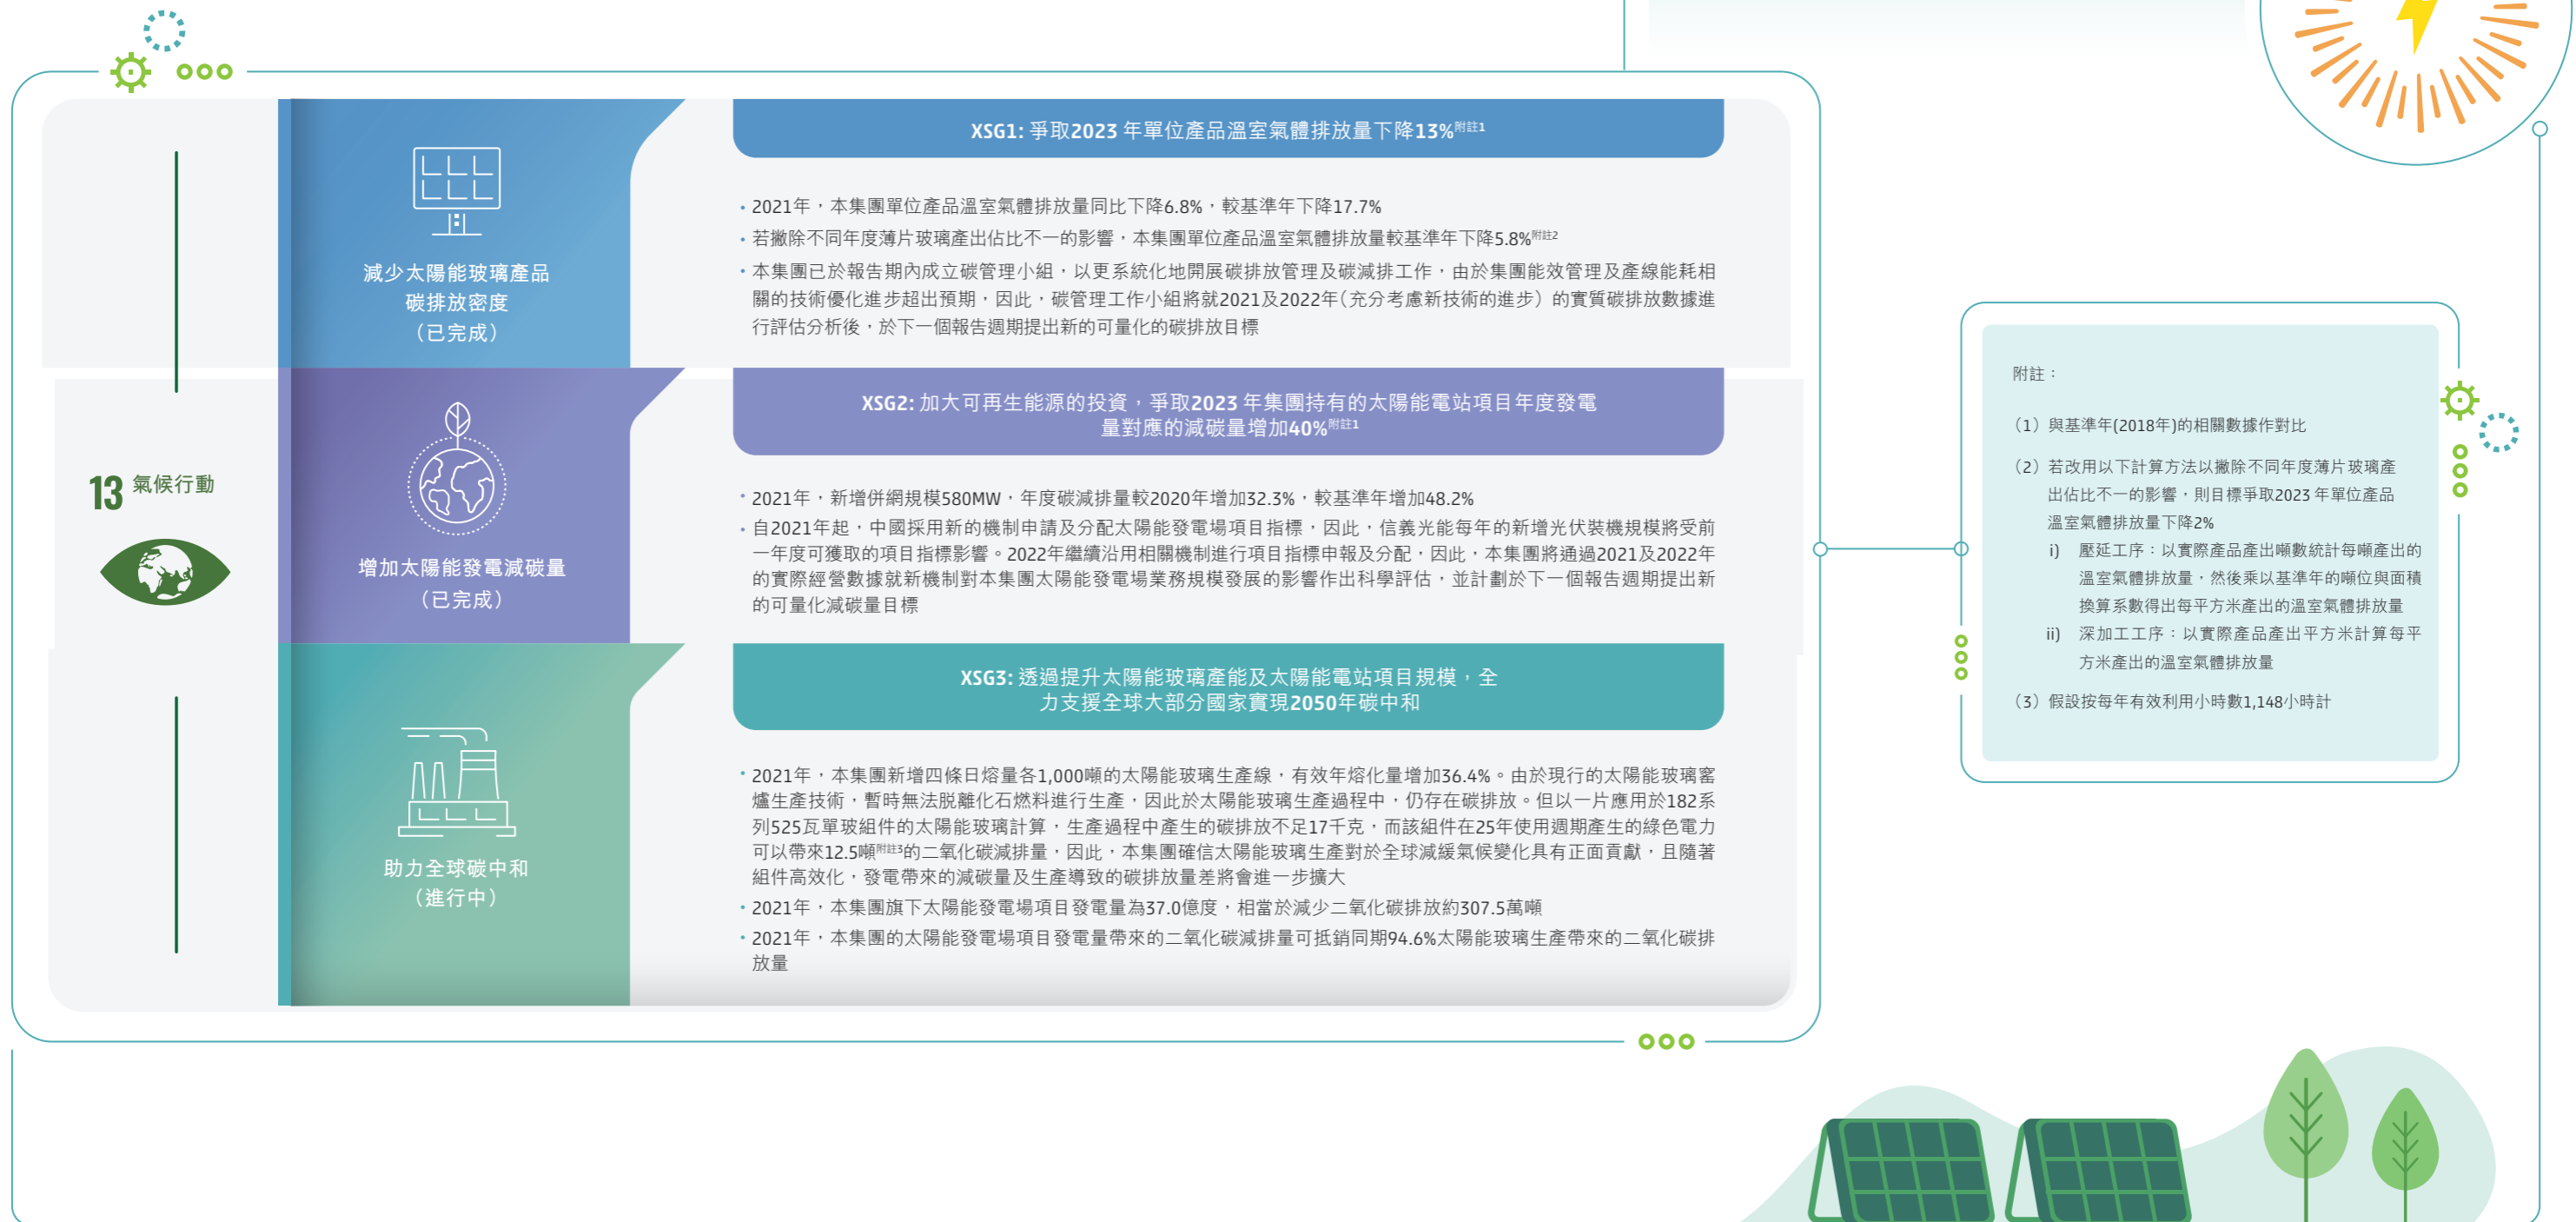 13 氣候行動
減少太陽能玻璃產品
碳排放密度
（已完成）
XSG1: 爭取2023 年單位產品溫室氣體排放量下降13%附註1
• 2021年，本集團單位產品溫室氣體排放量同比下降6.8%，較基準年下降17.7%
• 若撇除不同年度薄片玻璃產出佔比不一的影響，本集團單位產品溫室氣體排放量較基準年下降5.8%附註2
• 本集團已於報告期內成立碳管理小組，以更系統化地開展碳排放管理及碳減排工作，由於集團能效管理及產線能耗相
關的技術優化進步超出預期，因此，碳管理工作小組將就2021及2022年（充分考慮新技術的進步）的實質碳排放數據進
行評估分析後，於下一個報告週期提出新的可量化的碳排放目標
增加太陽能發電減碳量
（已完成）
XSG2: 加大可再生能源的投資，爭取2023 年集團持有的太陽能電站項目年度發電
量對應的減碳量增加40%附註1
• 2021年，新增併網規模580MW，年度碳減排量較2020年增加32.3%，較基準年增加48.2%
• 自2021年起，中國採用新的機制申請及分配太陽能發電場項目指標，因此，信義光能每年的新增光伏裝機規模將受前
一年度可獲取的項目指標影響。2022年繼續沿用相關機制進行項目指標申報及分配，因此，本集團將通過2021及2022年
的實際經營數據就新機制對本集團太陽能發電場業務規模發展的影響作出科學評估，並計劃於下一個報告週期提出新
的可量化減碳量目標
助力全球碳中和
（進行中）
XSG3: 透過提升太陽能玻璃產能及太陽能電站項目規模，全
力支援全球大部分國家實現2050年碳中和
• 2021年，本集團新增四條日熔量各1,000噸的太陽能玻璃生產線，有效年熔化量增加36.4%。由於現行的太陽能玻璃窰
爐生產技術，暫時無法脱離化石燃料進行生產，因此於太陽能玻璃生產過程中，仍存在碳排放。但以一片應用於182系
列525瓦單玻組件的太陽能玻璃計算，生產過程中產生的碳排放不足17千克，而該組件在25年使用週期產生的綠色電力
可以帶來12.5噸附註3的二氧化碳減排量，因此，本集團確信太陽能玻璃生產對於全球減緩氣候變化具有正面貢獻，且隨著
組件高效化，發電帶來的減碳量及生產導致的碳排放量差將會進一步擴大
• 2021年，本集團旗下太陽能發電場項目發電量為37.0億度，相當於減少二氧化碳排放約307.5萬噸
• 2021年，本集團的太陽能發電場項目發電量帶來的二氧化碳減排量可抵銷同期94.6%太陽能玻璃生產帶來的二氧化碳排
放量
附註：
（1）與基準年(2018年)的相關數據作對比
（2）若改用以下計算方法以撇除不同年度薄片玻璃產
出佔比不一的影響，則目標爭取2023 年單位產品
溫室氣體排放量下降2%
i) 壓延工序：以實際產品產出噸數統計每噸產出的
溫室氣體排放量，然後乘以基準年的噸位與面積
換算系數得出每平方米產出的溫室氣體排放量
ii) 深加工工序：以實際產品產出平方米計算每平
方米產出的溫室氣體排放量
（3）假設按每年有效利用小時數1,148小時計